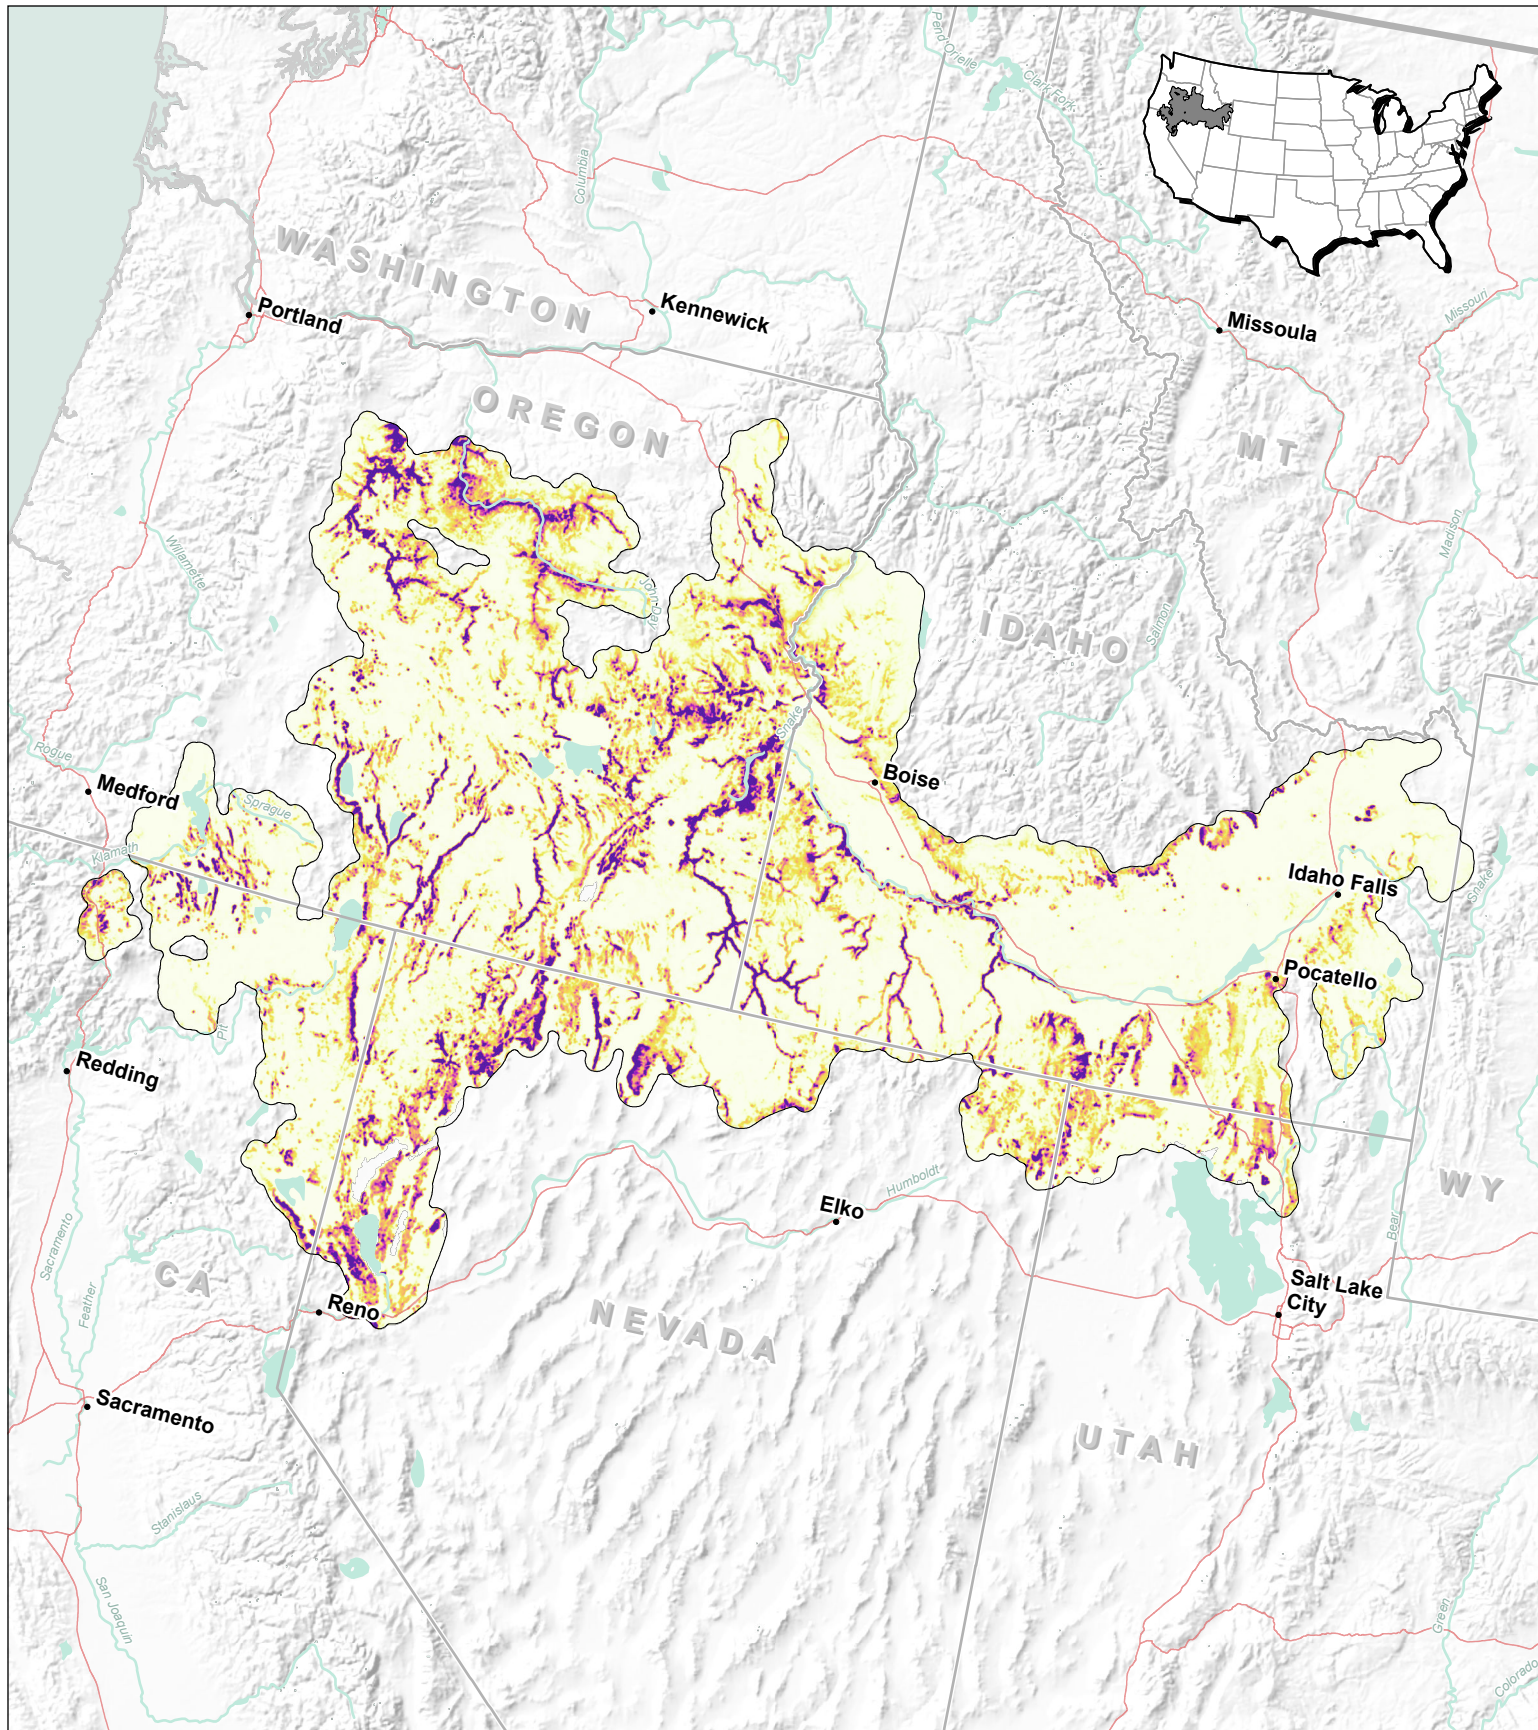 Pend Orielle
Clark Fork
Columbia
WASHINGTON
Portland
Kennewick
Missouri
Missoula
OREGON
MT
Willamette
Madison
John Day
IDAHO
Salmon
Snake
Rogue
Medford
Sprague
Boise
Klamath
Idaho Falls
Snake
Pocatello
Pit
Redding
Humboldt
Elko
WY
Sacramento
Bear
CA
Feather
Reno
NEVADA
Salt Lake
City
Sacramento
UTAH
Stanislaus
San Joaquin
Green
Colorado